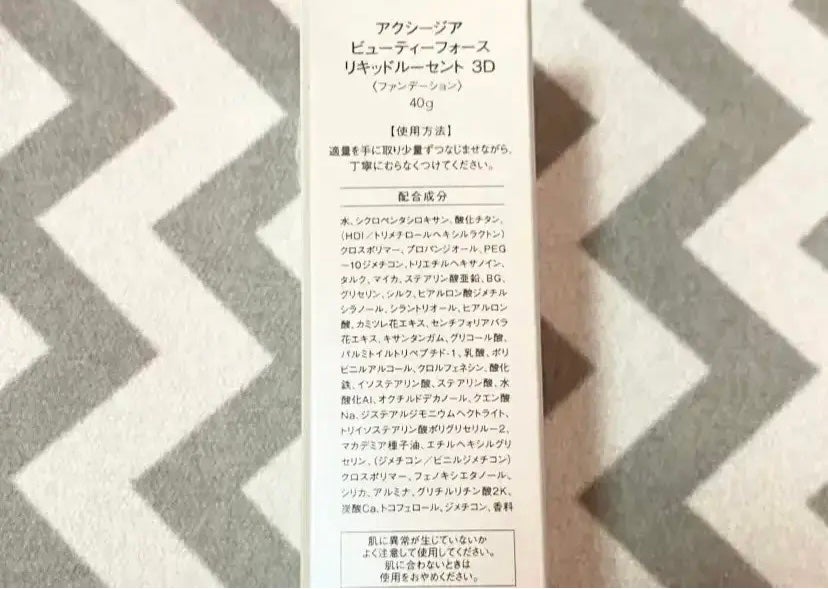 アクシージア
ビューティーフォース
リキッドルーセント 3D
〈ファンデーション〉
40g
【使用方法】
適量を手に取り少量ずつなじませながら、
丁寧にむらなくつけてください。
配合成分
水、シクロペンタシロキサン、酸化チタン、
(HDI／トリメチロールヘキシルラクトン)
クロスポリマー、プロパンジオール、PEG
－10ジメチコン、トリエチルヘキサノイン、
タルク、マイカ、ステアリン酸亜鉛、BG、
グリセリン、シルク、ヒアルロン酸ジメチル
シラノール、シラントリオール、ヒアルロン
酸、カミツレ花エキス、センチフォリアバラ
花エキス、キサンタンガム、グリコール酸、
パルミトイルトリペプチド-1、乳酸、ポリ
ビニルアルコール、クロルフェネシン、酸化
鉄、イソステアリン酸、ステアリン酸、水
酸化Al、オクチルドデカノール、クエン酸
Na、ジステアルジモニウムヘクトライト、
トリイソステアリン酸ポリグリセリルー2、
マカデミア種子油、エチルヘキシルグリ
セリン、(ジメチコン／ビニルジメチコン)
クロスポリマー、フェノキシエタノール、
シリカ、アルミナ、グリチルリチン酸2K、
炭酸Ca、トコフェロール、ジメチコン、香料
肌に異常が生じていないか
よく注意して使用してください。
肌に合わないときは
使用をおやめください。